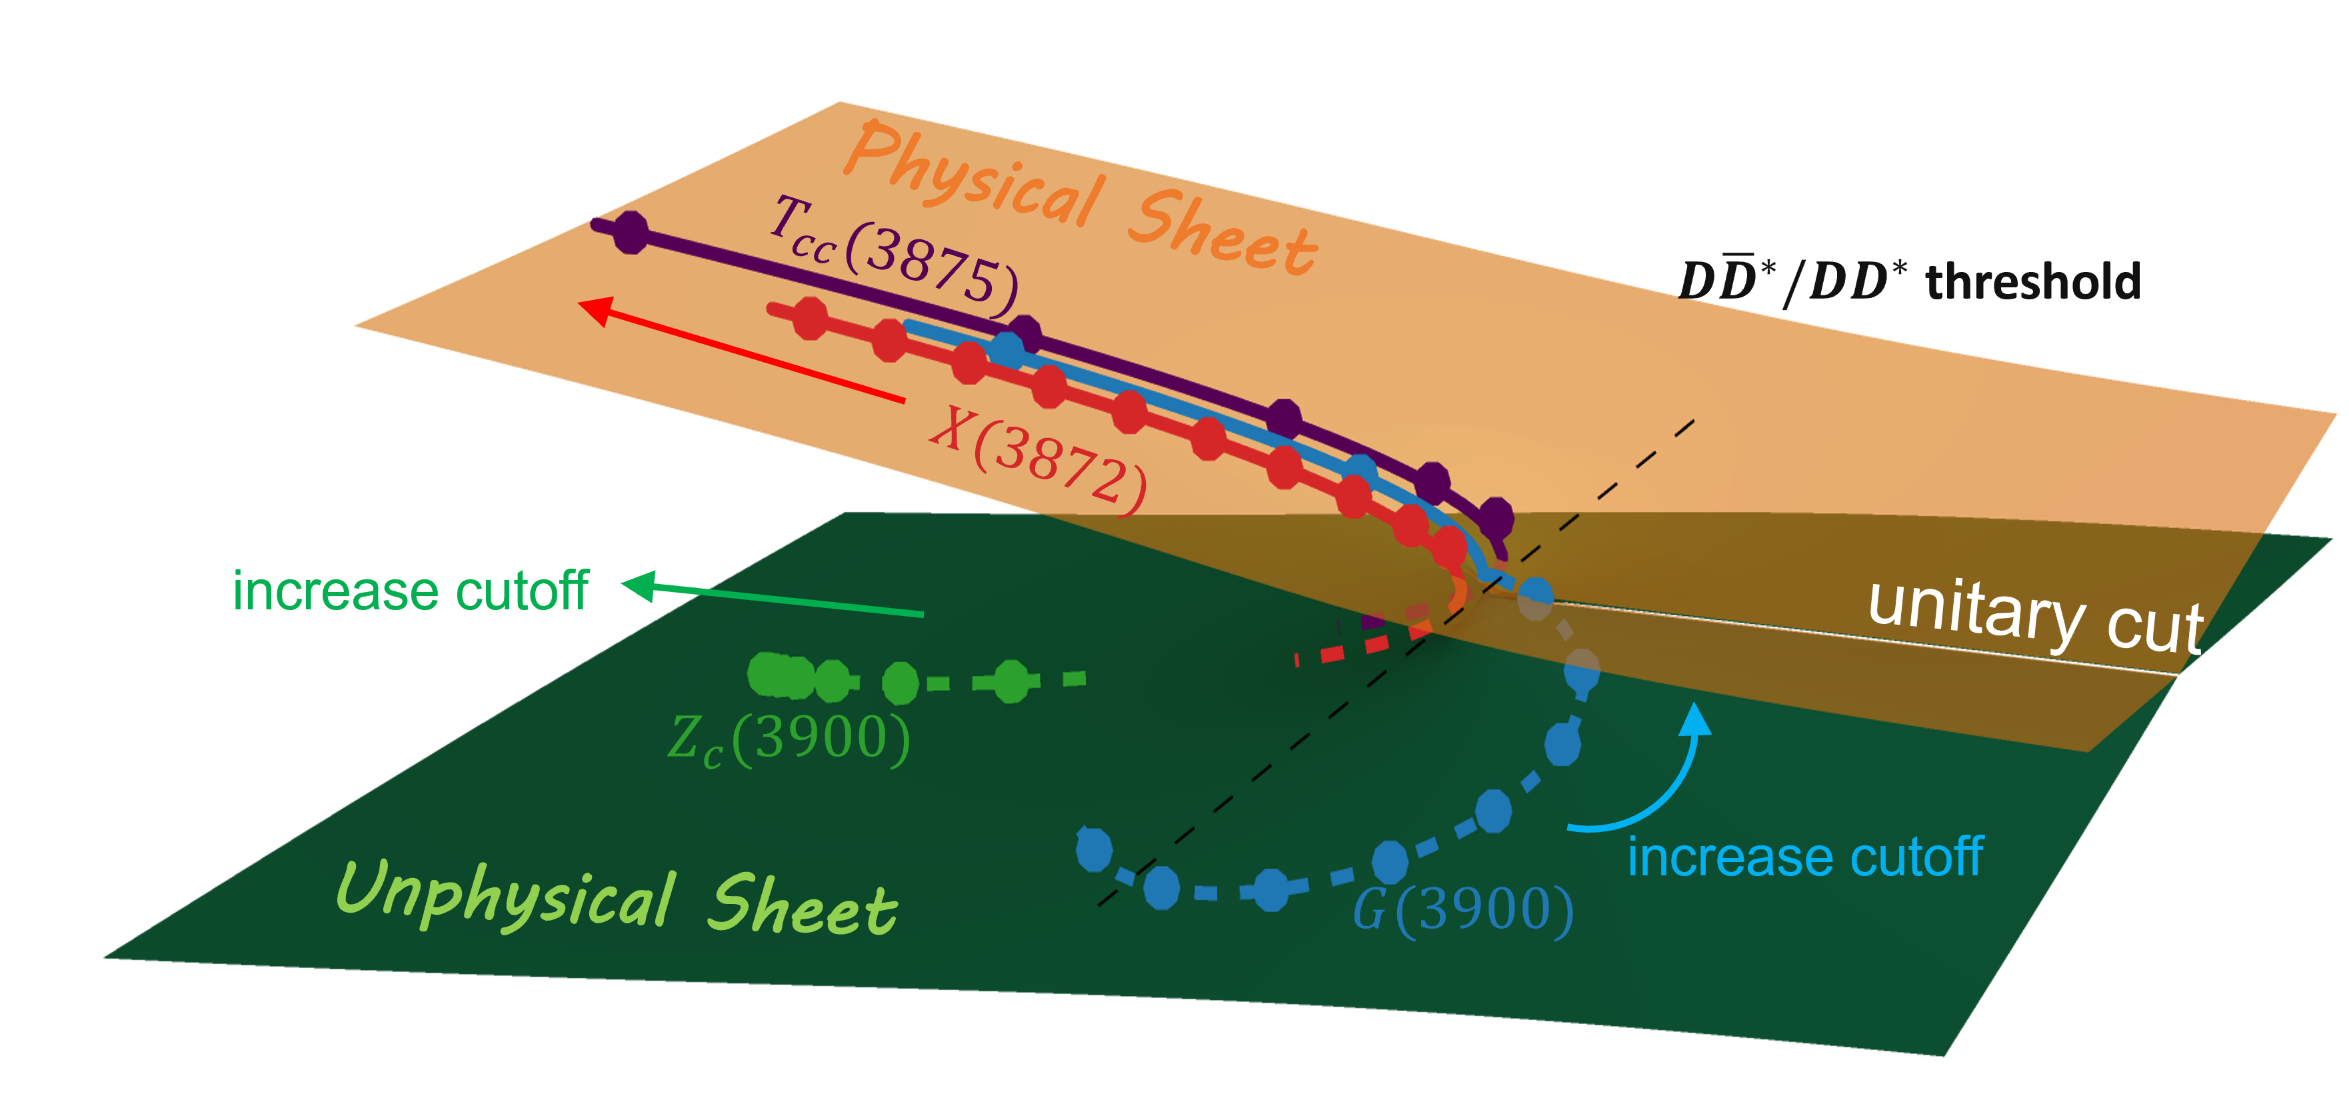 Physical Sheet
T_cc(3875)
DD̄*/DD* threshold
X(3872)
increase cutoff
unitary cut
Z_c(3900)
increase cutoff
Unphysical Sheet
G(3900)